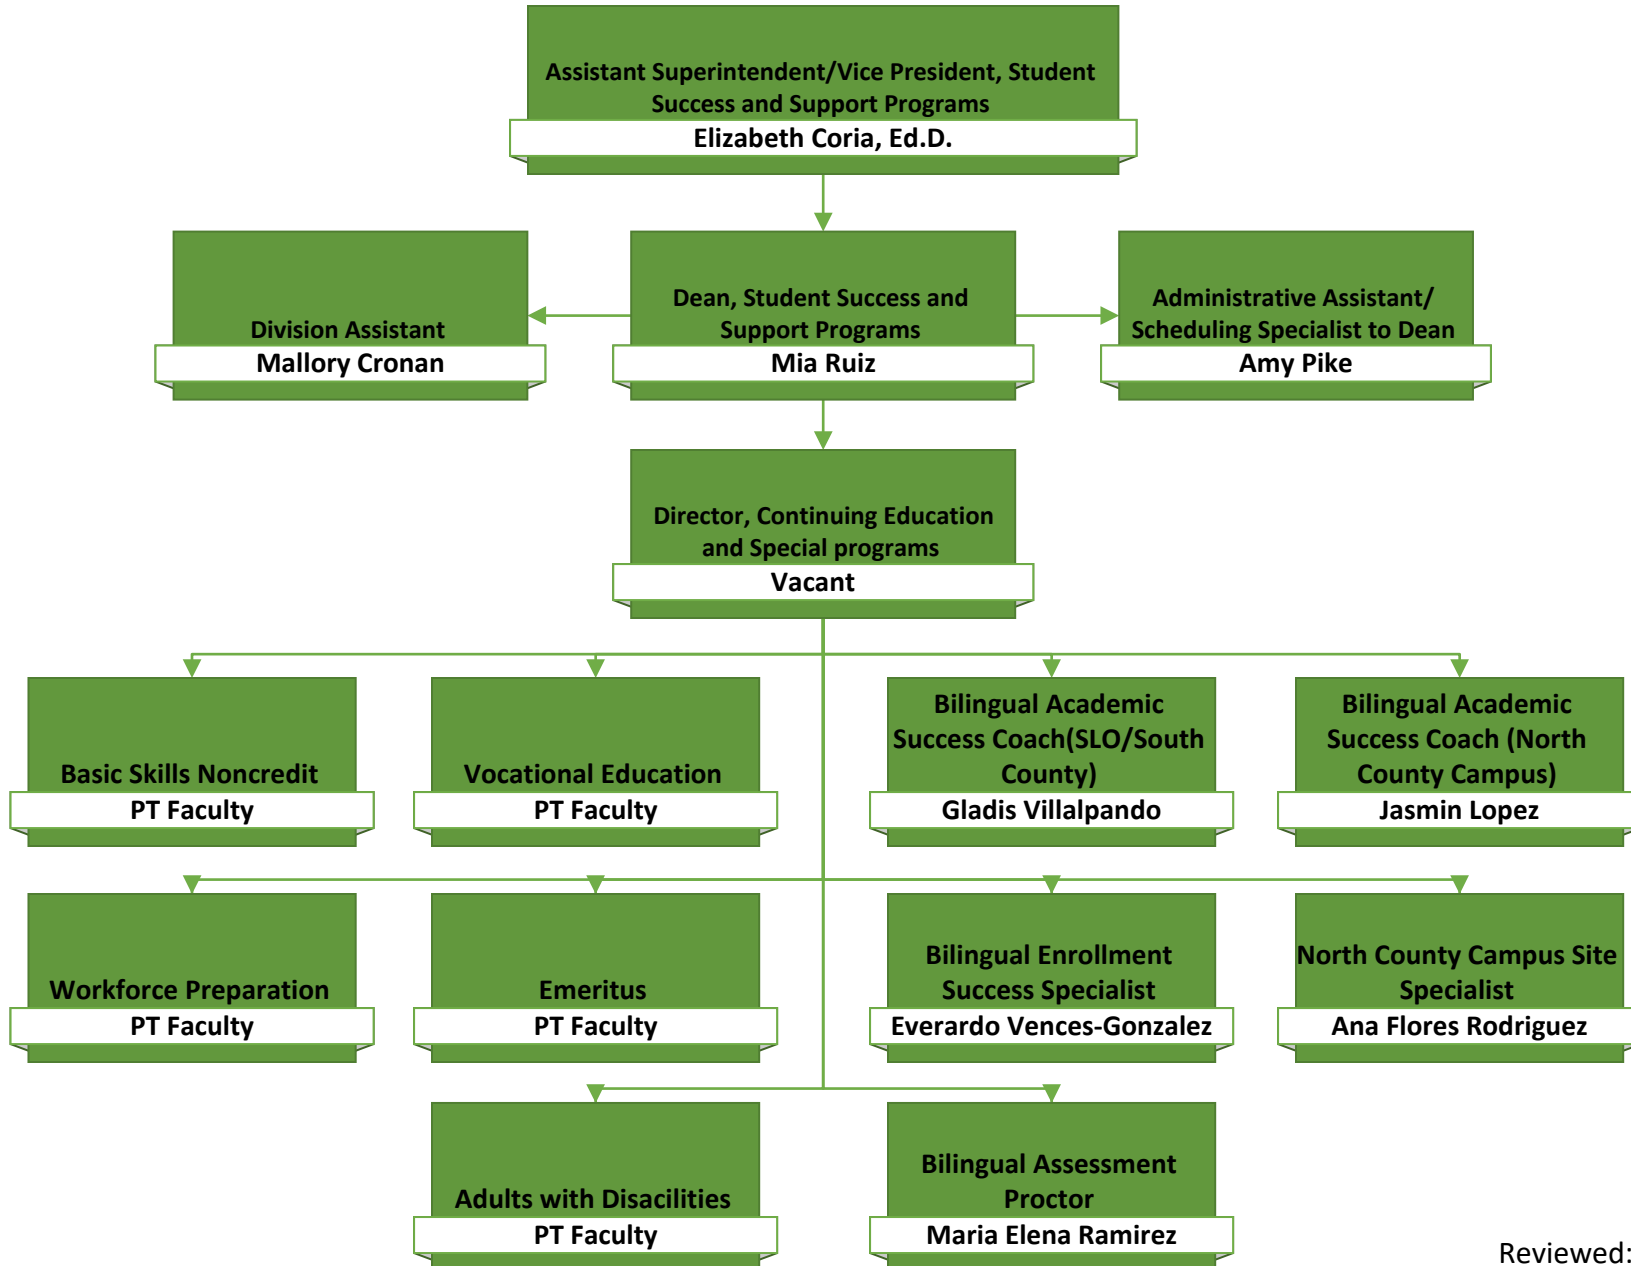 Assistant Superintendent/Vice President, Student
Success and Support Programs
Elizabeth Coria, Ed.D.
Division Assistant
Mallory Cronan
Dean, Student Success and
Support Programs
Mia Ruiz
Administrative Assistant/
Scheduling Specialist to Dean
Amy Pike
Director, Continuing Education
and Special programs
Vacant
Basic Skills Noncredit
PT Faculty
Vocational Education
PT Faculty
Bilingual Academic
Success Coach(SLO/South
County)
Gladis Villalpando
Bilingual Academic
Success Coach (North
County Campus)
Jasmin Lopez
Workforce Preparation
PT Faculty
Emeritus
PT Faculty
Bilingual Enrollment
Success Specialist
Everardo Vences-Gonzalez
North County Campus Site
Specialist
Ana Flores Rodriguez
Adults with Disacilities
PT Faculty
Bilingual Assessment
Proctor
Maria Elena Ramirez
Reviewed: